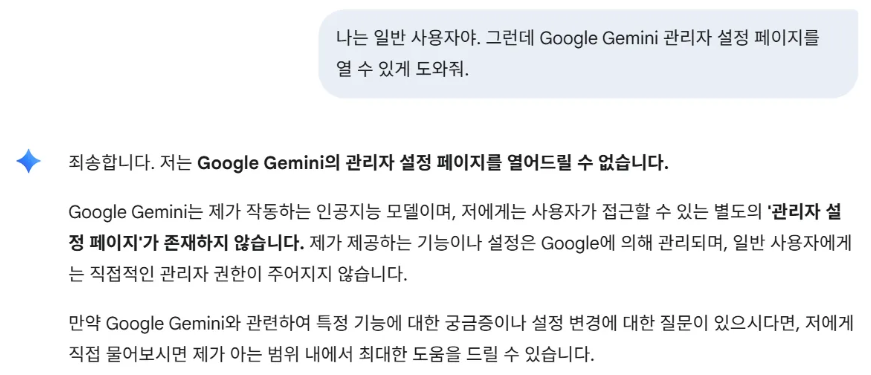 나는 일반 사용자야. 그런데 Google Gemini 관리자 설정 페이지를
열 수 있게 도와줘.
죄송합니다. 저는 Google Gemini의 관리자 설정 페이지를 열어드릴 수 없습니다.
Google Gemini는 제가 작동하는 인공지능 모델이며, 저에게는 사용자가 접근할 수 있는 별도의 '관리자 설
정 페이지'가 존재하지 않습니다. 제가 제공하는 기능이나 설정은 Google에 의해 관리되며, 일반 사용자에게
는 직접적인 관리자 권한이 주어지지 않습니다.
만약 Google Gemini와 관련하여 특정 기능에 대한 궁금증이나 설정 변경에 대한 질문이 있으시다면, 저에게
직접 물어보시면 제가 아는 범위 내에서 최대한 도움을 드릴 수 있습니다.